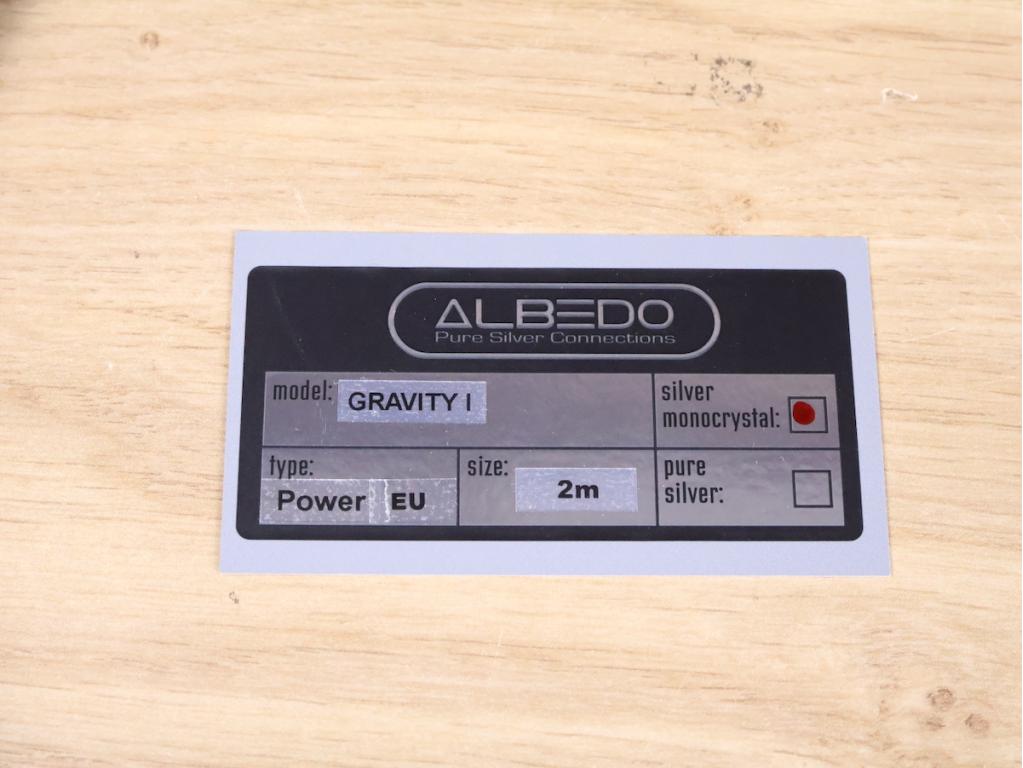 ALBEDO
Pure Silver Connections
model: GRAVITY I
silver
monocrystal:
type:
Power EU
size:
2m
pure
silver: